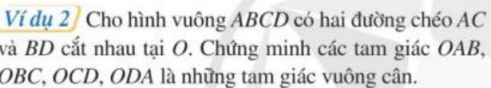 Ví dụ 2 Cho hình vuông ABCD có hai đường chéo AC
và BD cắt nhau tại O. Chứng minh các tam giác OAB,
OBC, OCD, ODA là những tam giác vuông cân.